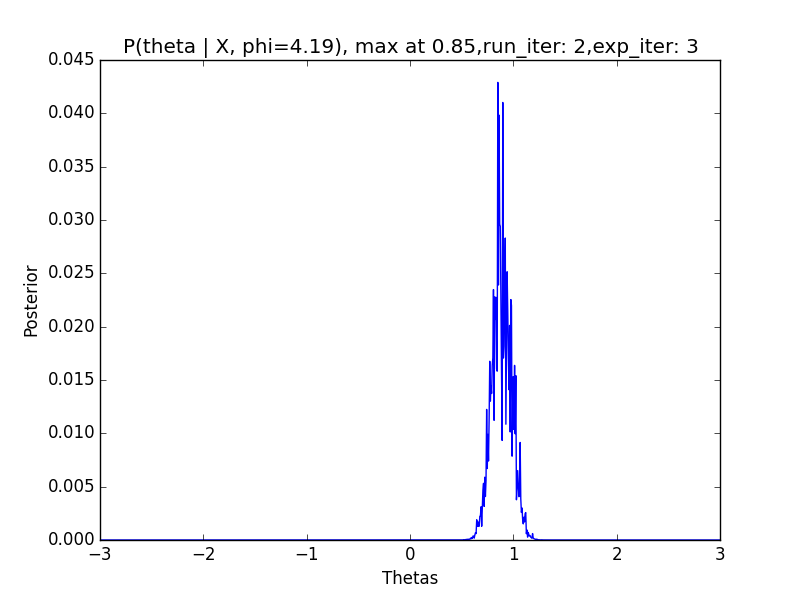 P(theta | X, phi=4.19), max at 0.85,run_iter: 2,exp_iter: 3
0.045
0.040
0.035
0.030
0.025
0.020
0.015
0.010
0.005
0.000
Posterior
−3 −2 −1 0 1 2 3
Thetas